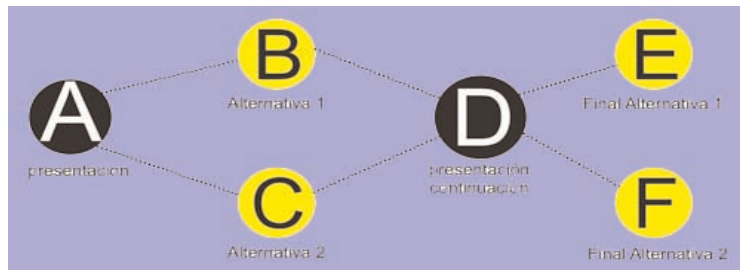 A
presentación
B
Alternativa 1
C
Alternativa 2
D
presentación
continuación
E
Final Alternativa 1
F
Final Alternativa 2